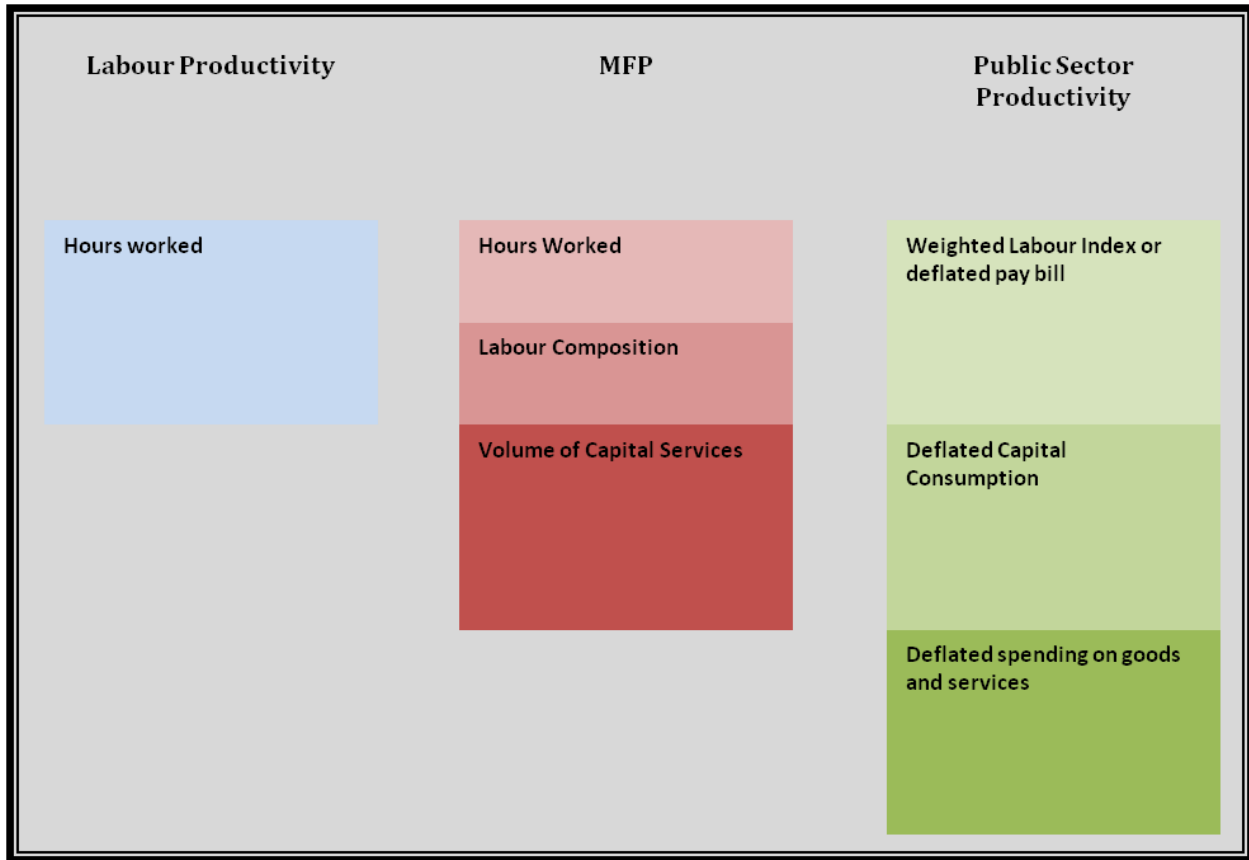 Labour Productivity
MFP
Public Sector
Productivity
Hours worked
Hours Worked
Labour Composition
Volume of Capital Services
Weighted Labour Index or
deflated pay bill
Deflated Capital
Consumption
Deflated spending on goods
and services